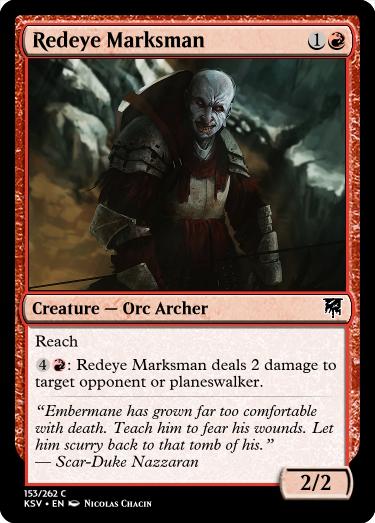 Redeye Marksman 1
Creature — Orc Archer
Reach
4 : Redeye Marksman deals 2 damage to
target opponent or planeswalker.
“Embermane has grown far too comfortable
with death. Teach him to fear his wounds. Let
him scurry back to that tomb of his.”
— Scar-Duke Nazzaran
2/2
153/262 C
KSV • EN Nicolas Chacin